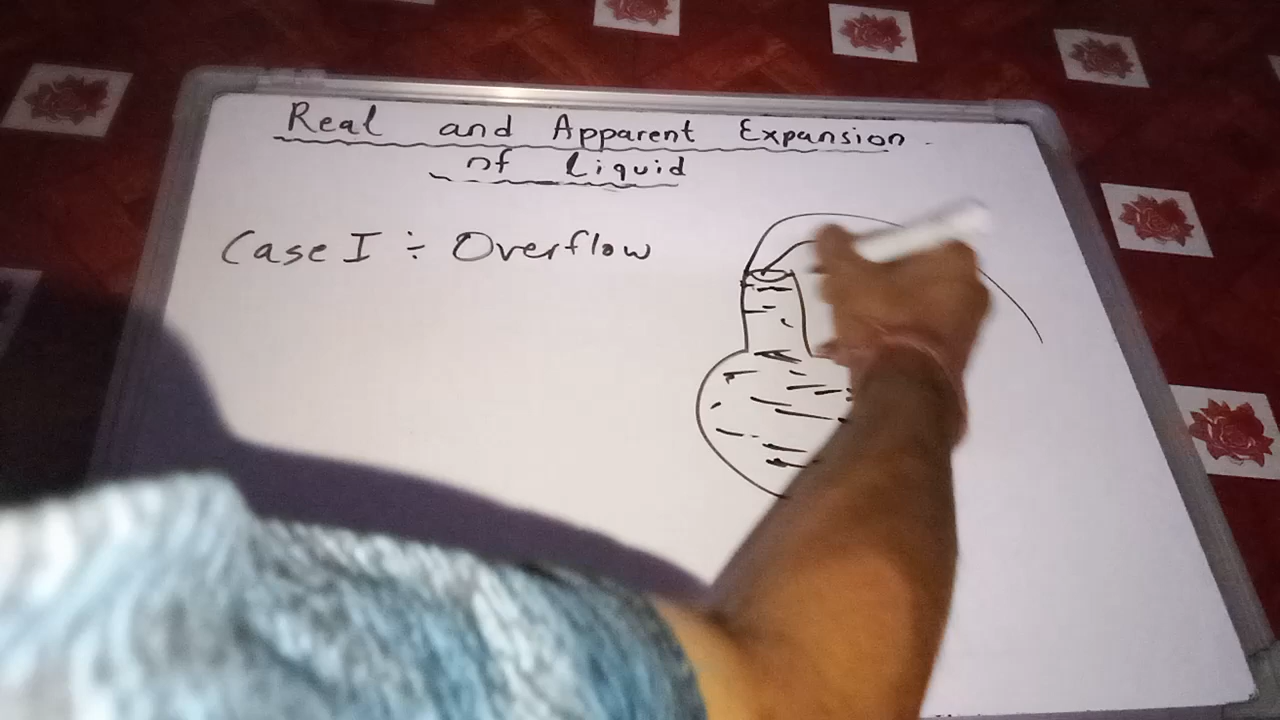 Real and Apparent Expansion
of Liquid
Case I ÷ Overflow